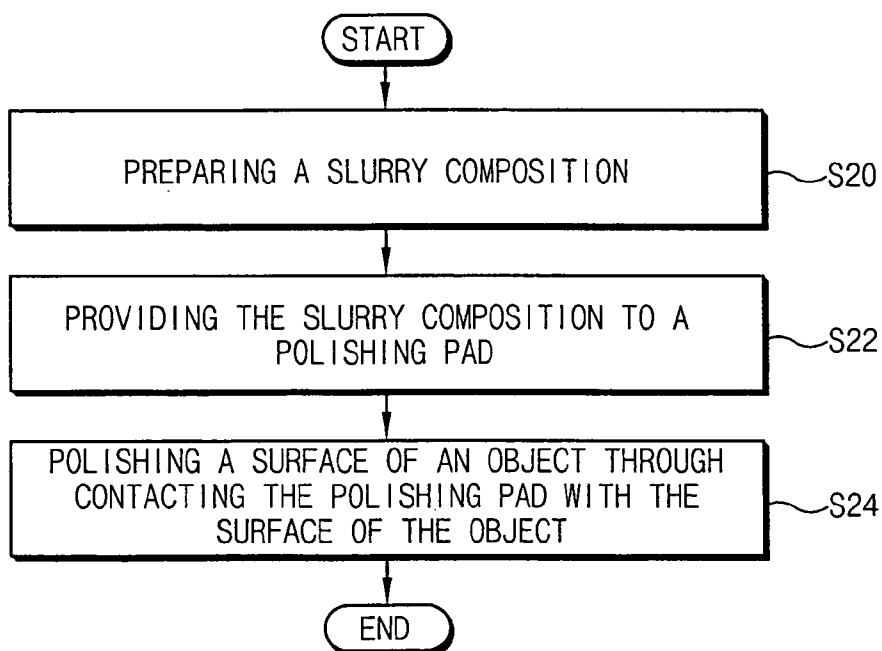 START
PREPARING A SLURRY COMPOSITION
S20
PROVIDING THE SLURRY COMPOSITION TO A
POLISHING PAD
S22
POLISHING A SURFACE OF AN OBJECT THROUGH
CONTACTING THE POLISHING PAD WITH THE
SURFACE OF THE OBJECT
S24
END